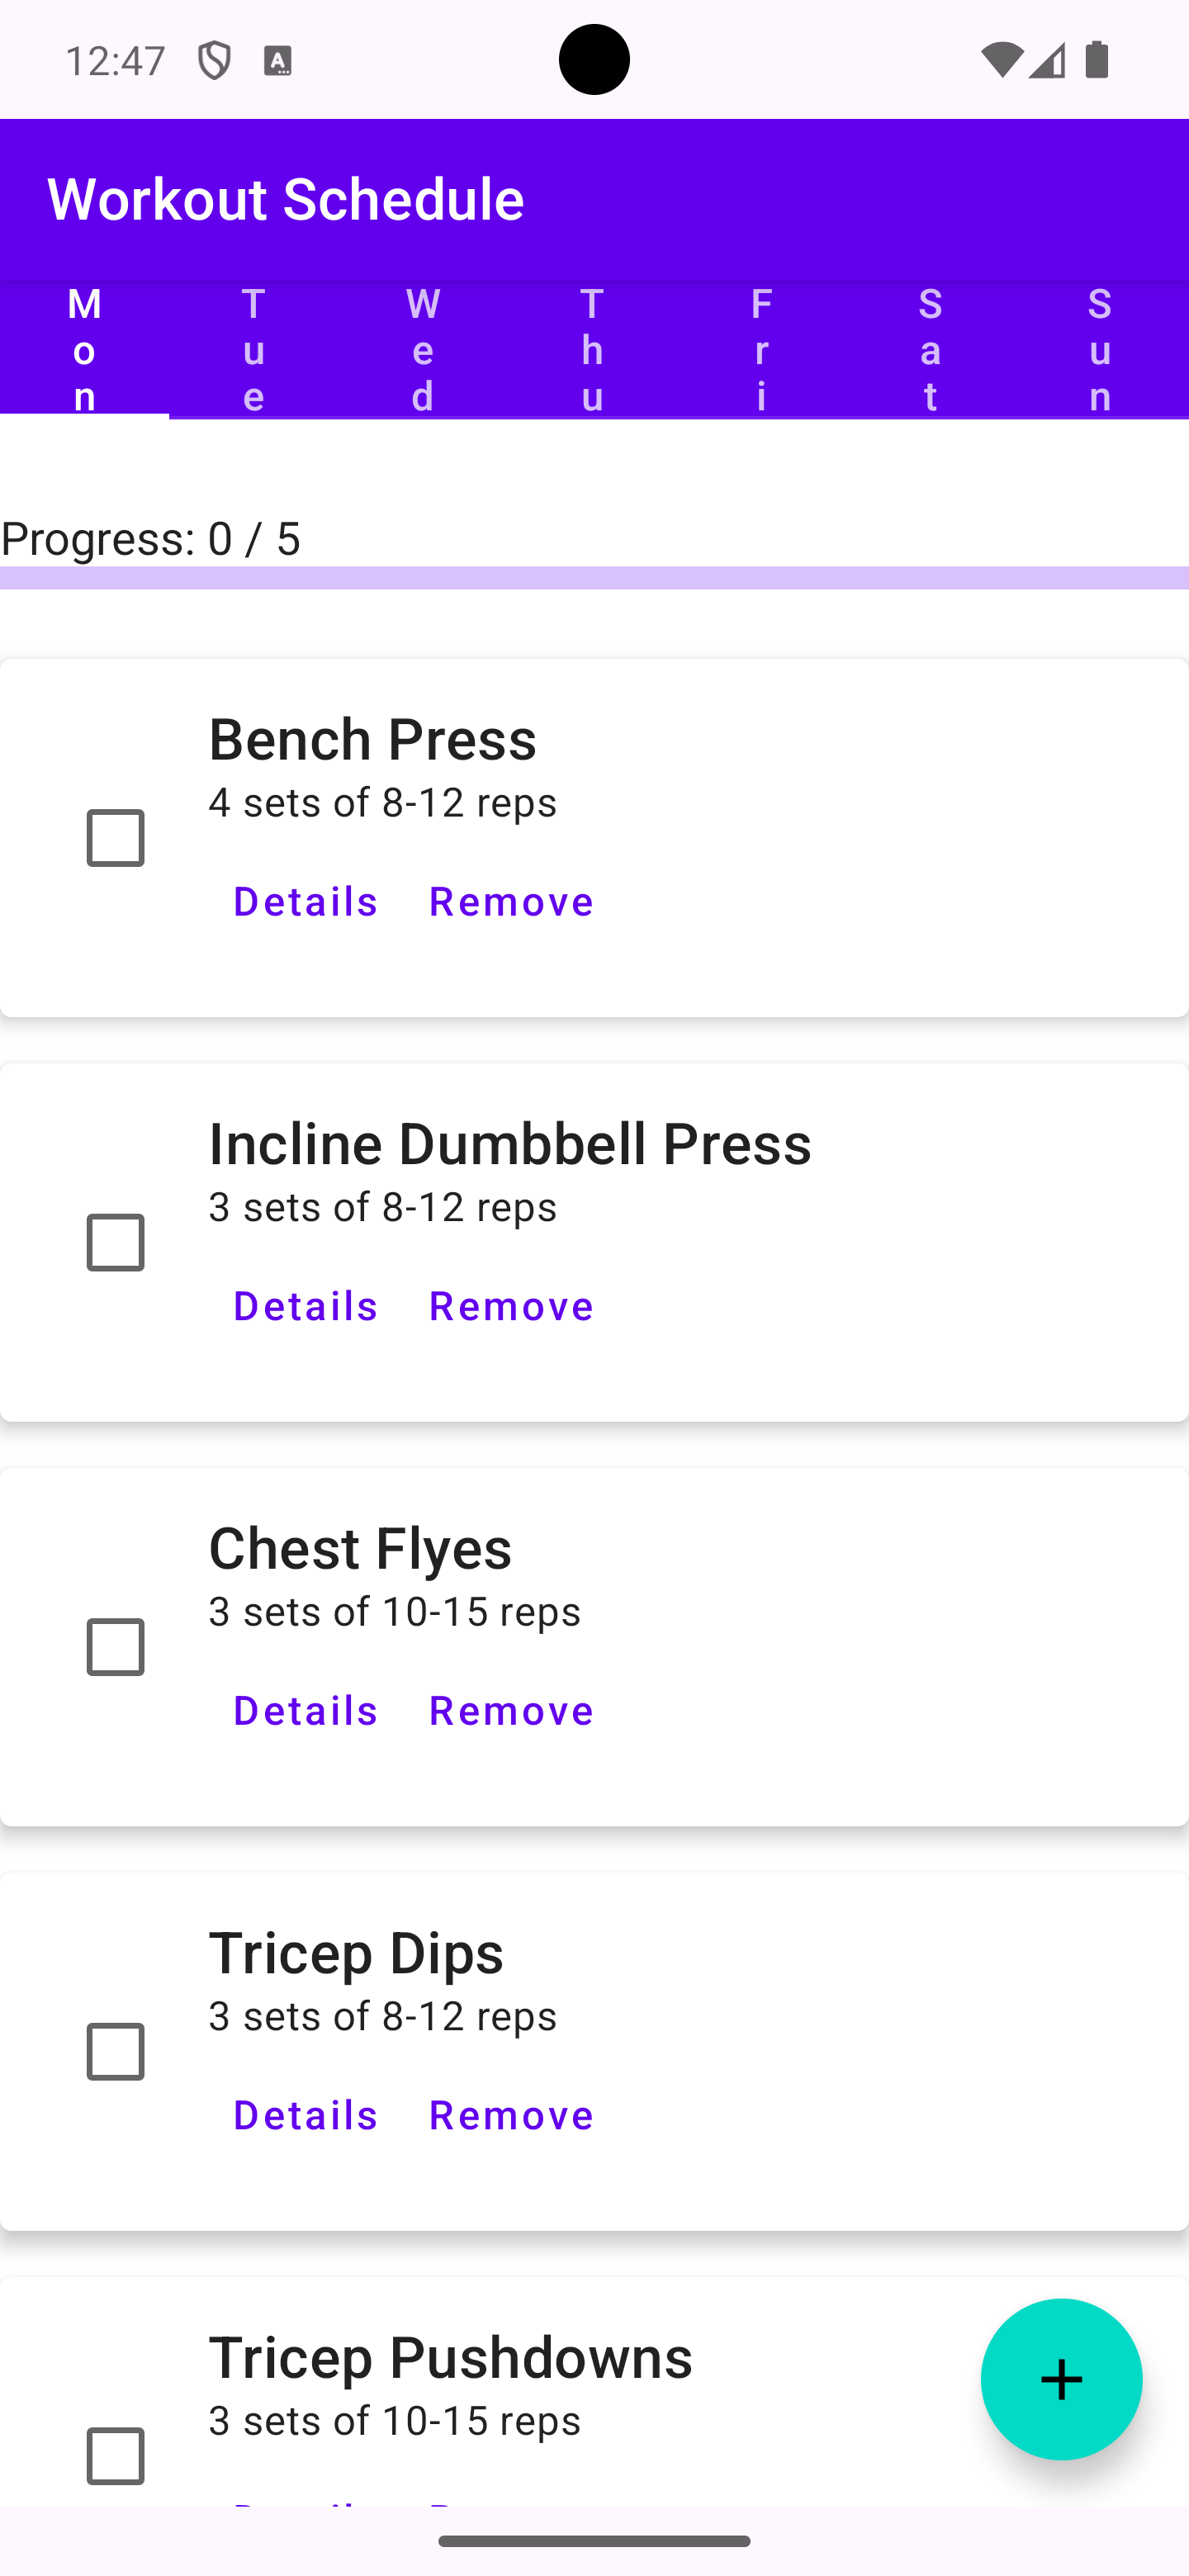 12:47
Workout Schedule
Mon Tue Wed Thu Fri Sat Sun
Progress: 0 / 5
Bench Press
4 sets of 8-12 reps
Details Remove
Incline Dumbbell Press
3 sets of 8-12 reps
Details Remove
Chest Flyes
3 sets of 10-15 reps
Details Remove
Tricep Dips
3 sets of 8-12 reps
Details Remove
Tricep Pushdowns
3 sets of 10-15 reps